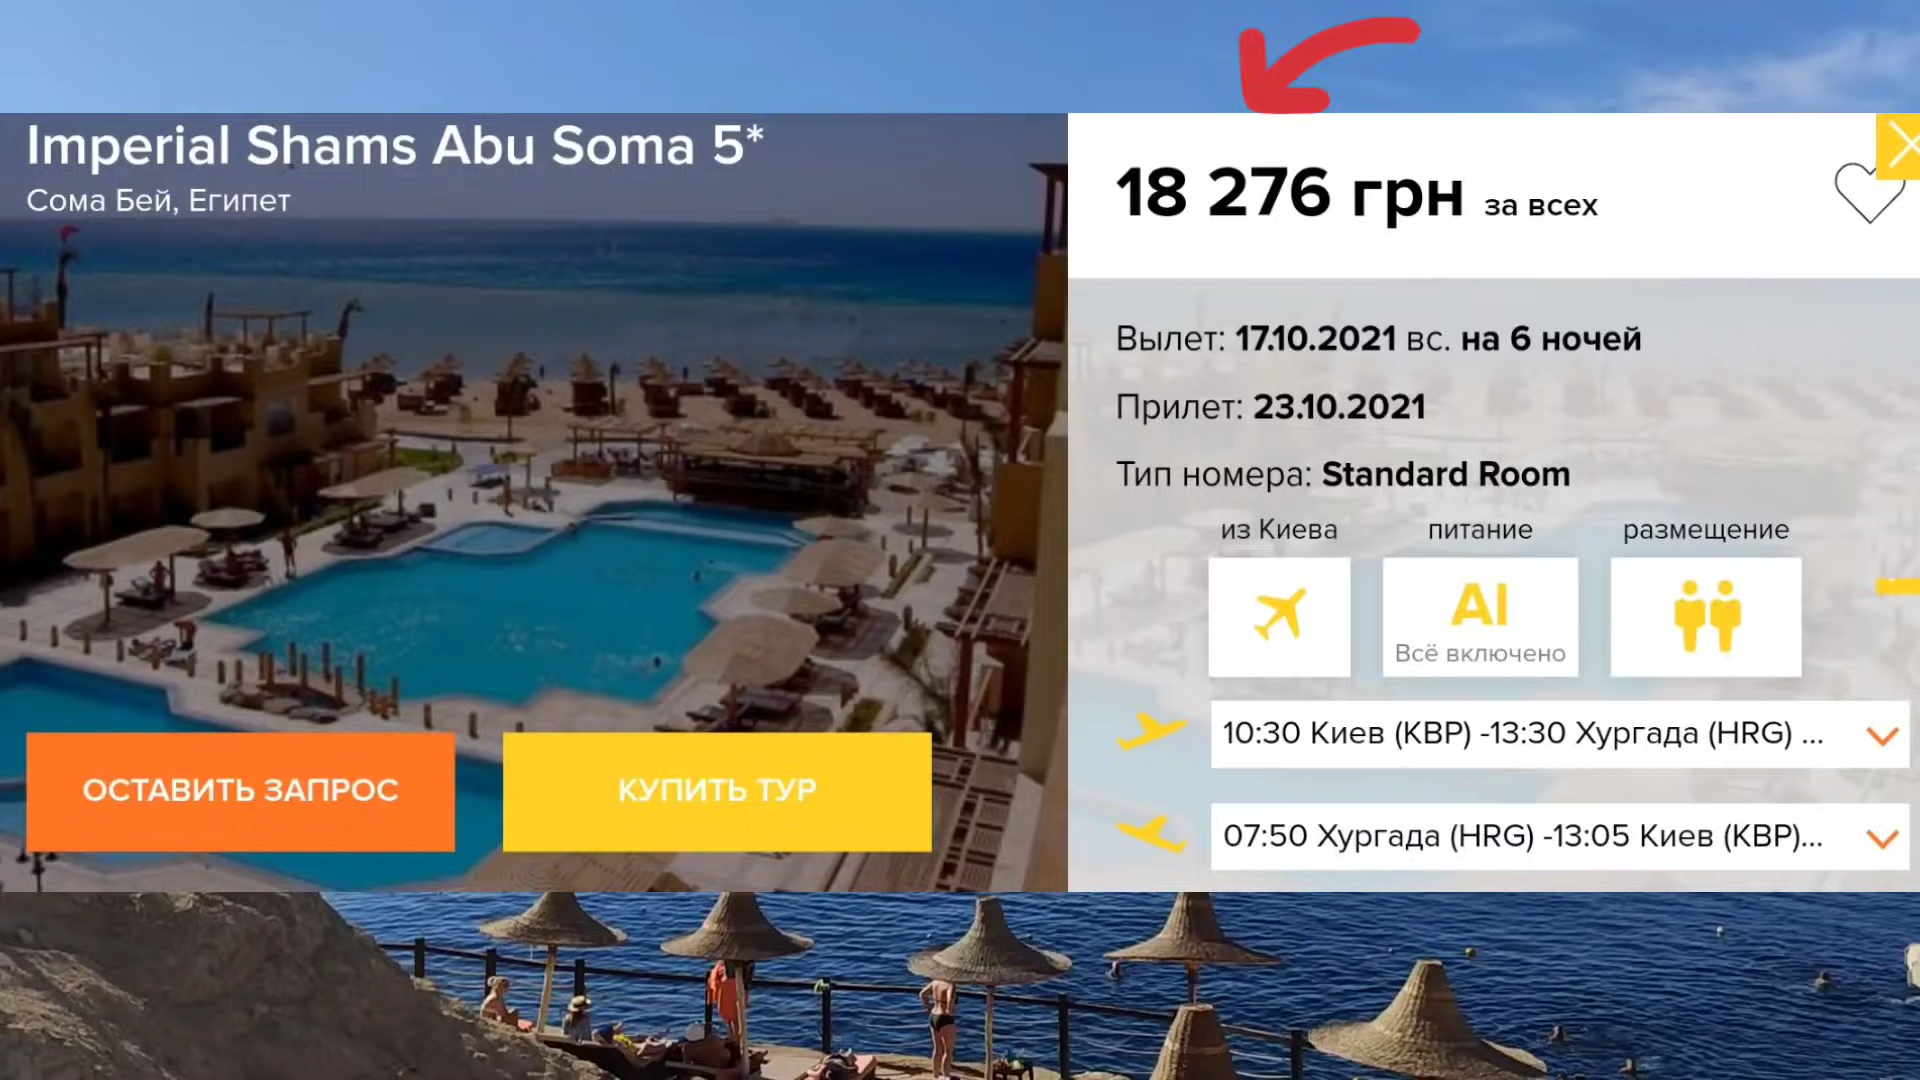 Imperial Shams Abu Soma 5*
Сома Бей, Египет
ОСТАВИТЬ ЗАПРОС
КУПИТЬ ТУР
18 276 грн за всех
Вылет: 17.10.2021 вс. на 6 ночей
Прилет: 23.10.2021
Тип номера: Standard Room
из Киева
питание
размещение
AI
Всё включено
10:30 Киев (KBP) -13:30 Хургада (HRG) ...
07:50 Хургада (HRG) -13:05 Киев (KBP)...